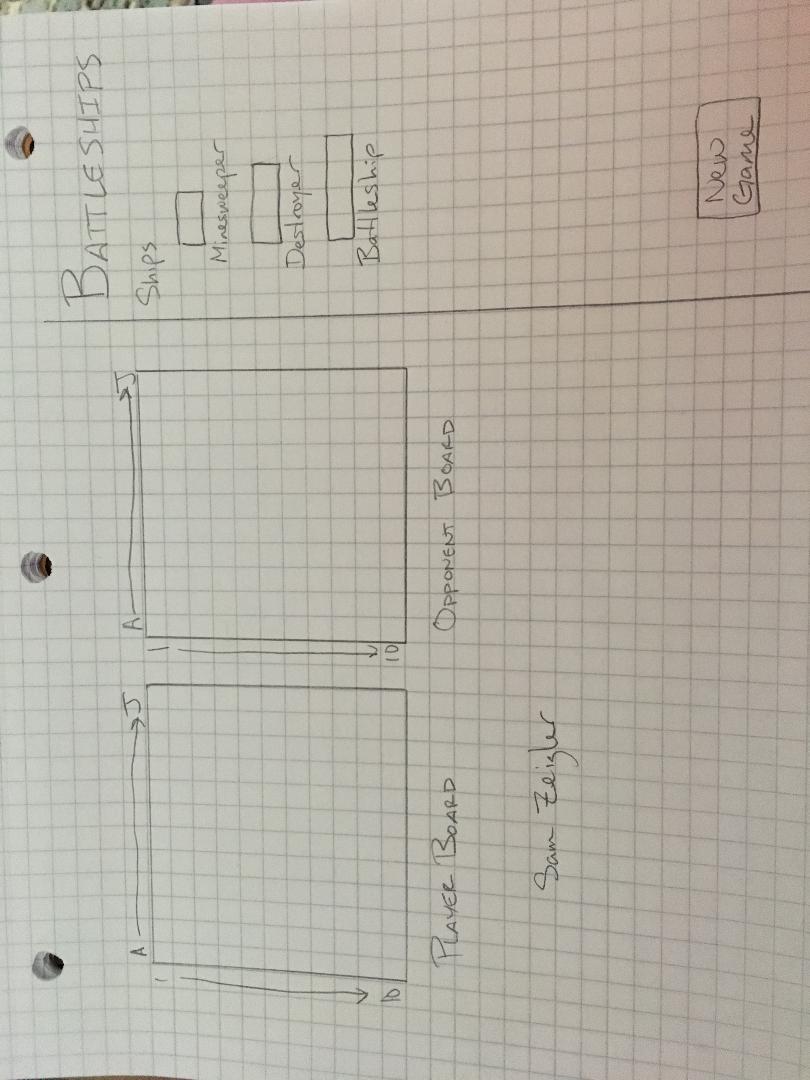 BATTLESHIPS
Ships
Minesweeper
Destroyer
Battleship
New
Game
A J
1
10
PLAYER BOARD
A J
1
10
OPPONENT BOARD
Sam Zeigler